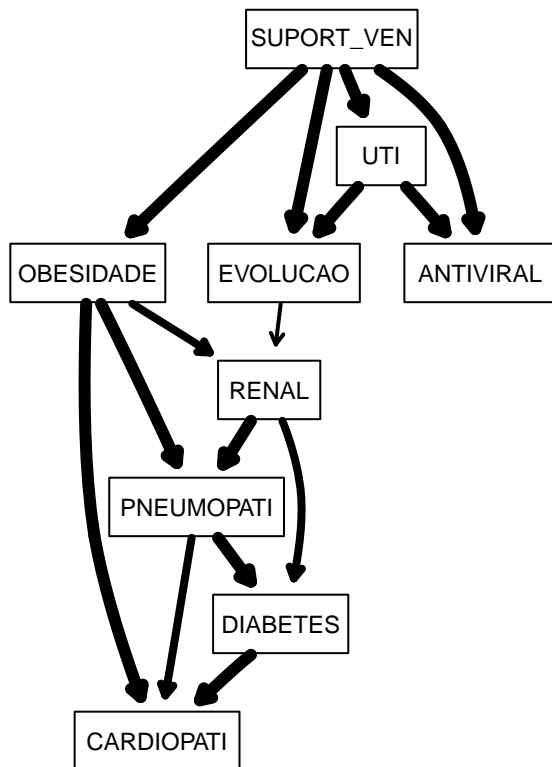 SUPORT_VEN
UTI
OBESIDADE
EVOLUCAO
ANTIVIRAL
RENAL
PNEUMOPATI
DIABETES
CARDIOPATI